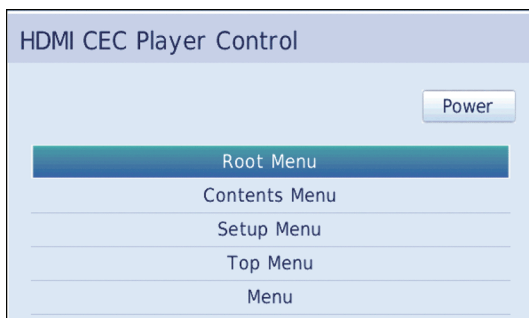 HDMI CEC Player Control
Power
Root Menu
Contents Menu
Setup Menu
Top Menu
Menu